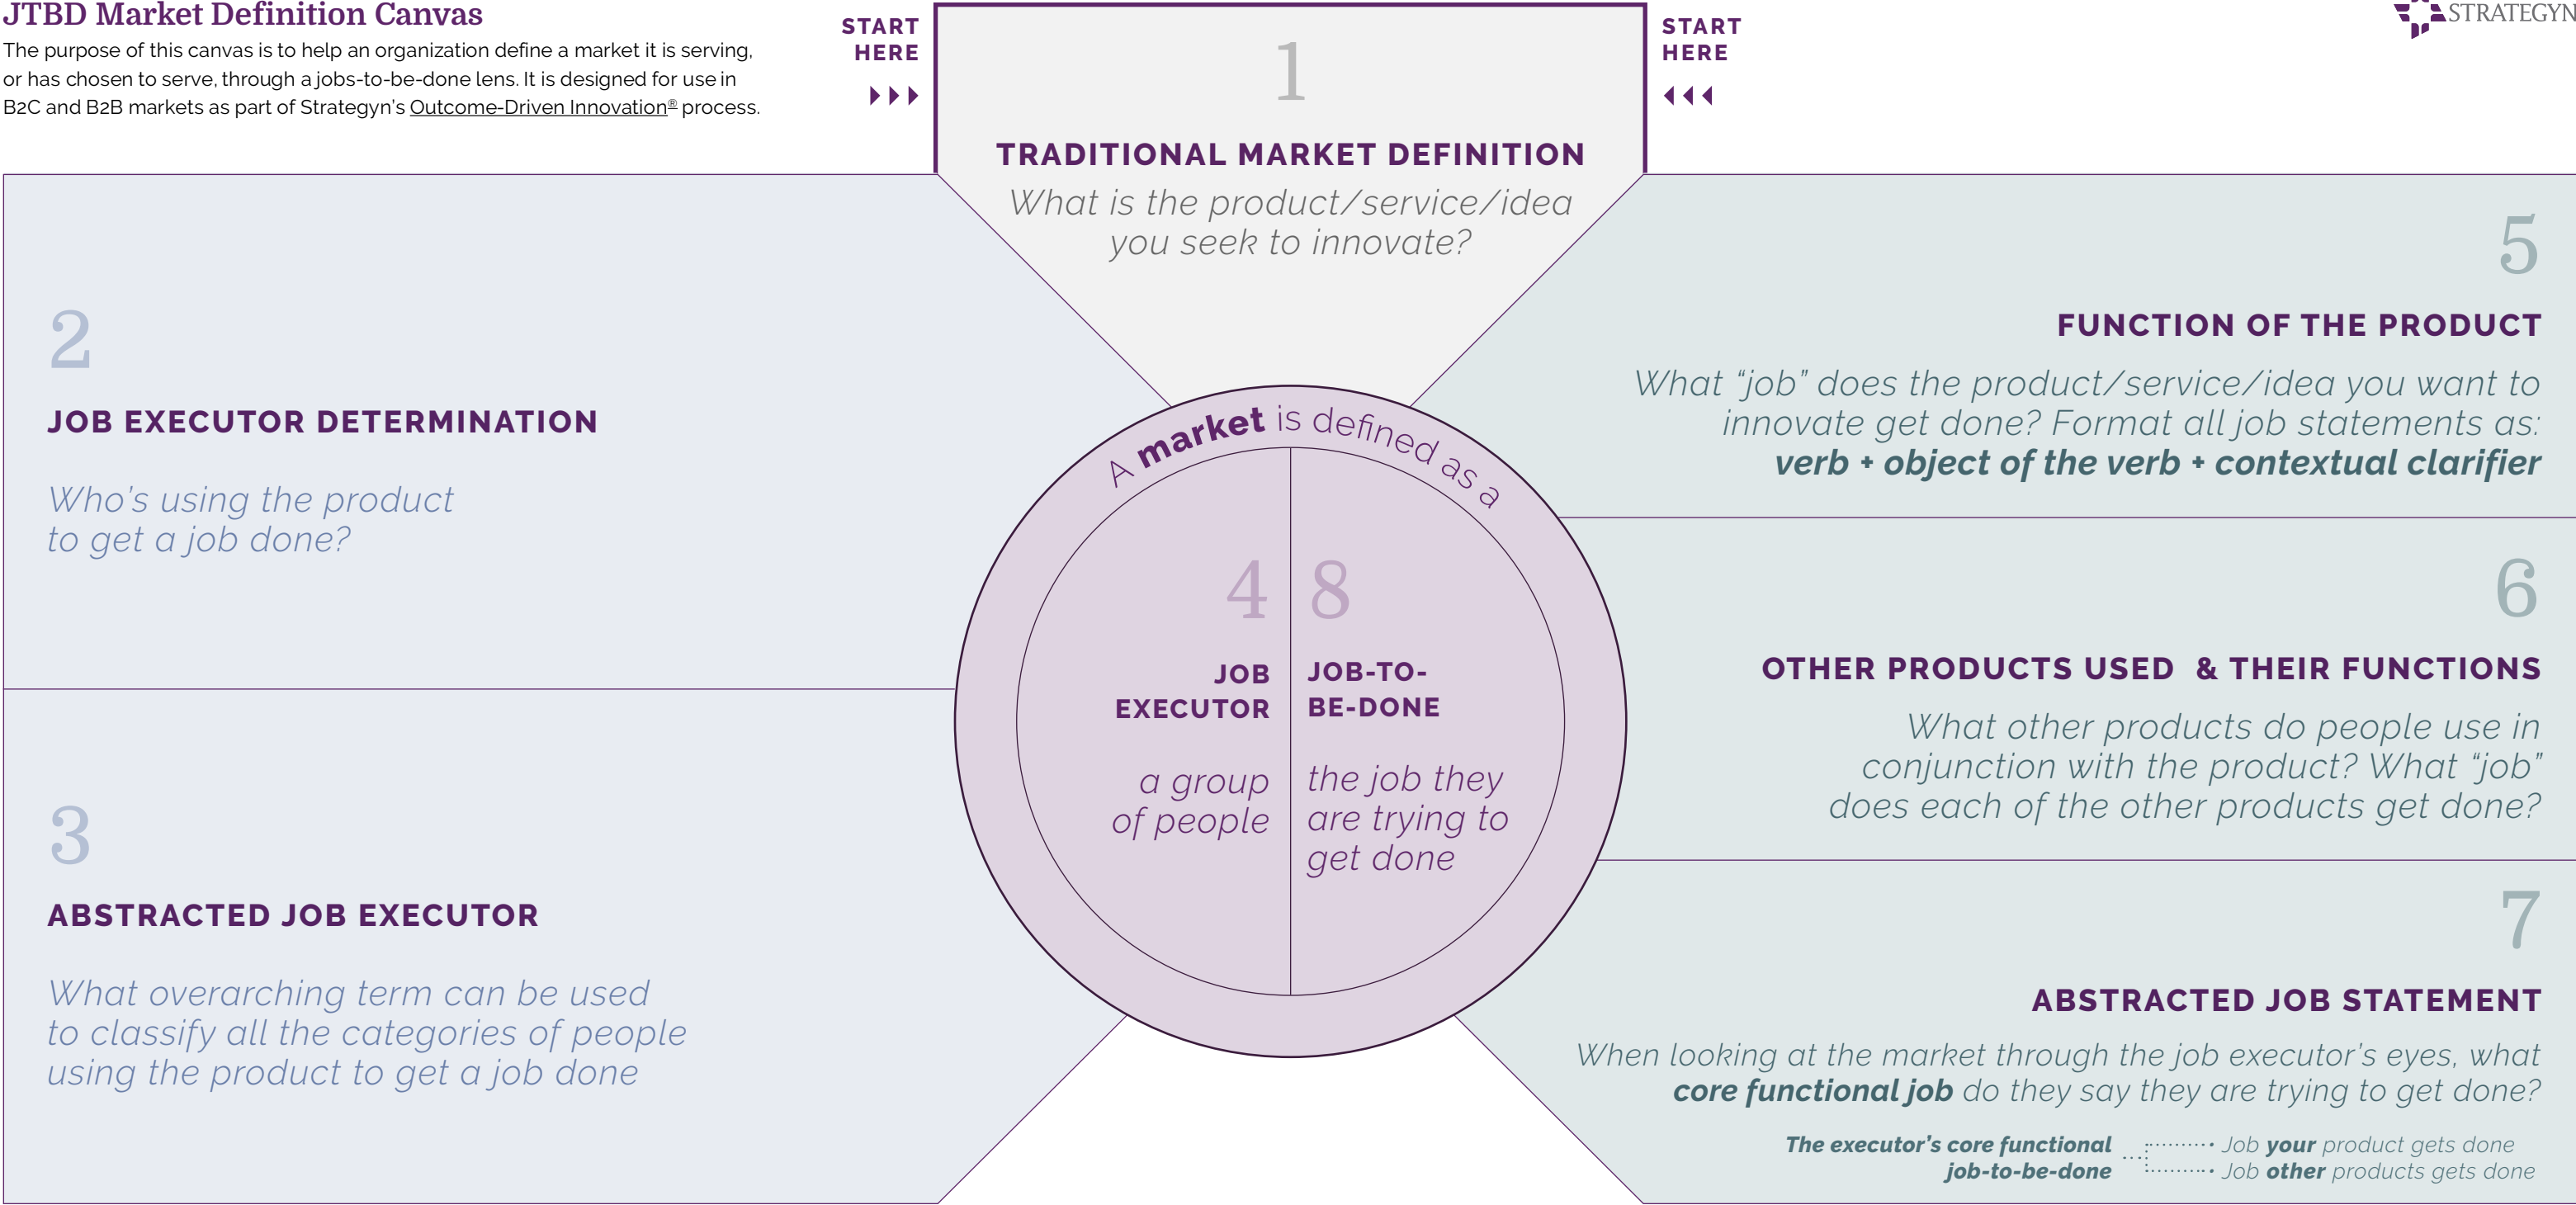 JTBD Market Definition Canvas
The purpose of this canvas is to help an organization define a market it is serving,
or has chosen to serve, through a jobs-to-be-done lens. It is designed for use in
B2C and B2B markets as part of Strategyn's Outcome-Driven Innovation® process.
START
HERE
START
HERE
STRATEGYN
1
TRADITIONAL MARKET DEFINITION
What is the product/service/idea
you seek to innovate?
2
JOB EXECUTOR DETERMINATION
Who's using the product
to get a job done?
3
ABSTRACTED JOB EXECUTOR
What overarching term can be used
to classify all the categories of people
using the product to get a job done
A market is defined as a
4
JOB
EXECUTOR
a group
of people
8
JOB-TO-
BE-DONE
the job they
are trying to
get done
5
FUNCTION OF THE PRODUCT
What “job” does the product/service/idea you want to
innovate get done? Format all job statements as:
verb + object of the verb + contextual clarifier
6
OTHER PRODUCTS USED & THEIR FUNCTIONS
What other products do people use in
conjunction with the product? What “job”
does each of the other products get done?
7
ABSTRACTED JOB STATEMENT
When looking at the market through the job executor's eyes, what
core functional job do they say they are trying to get done?
The executor's core functional
job-to-be-done
Job your product gets done
Job other products gets done